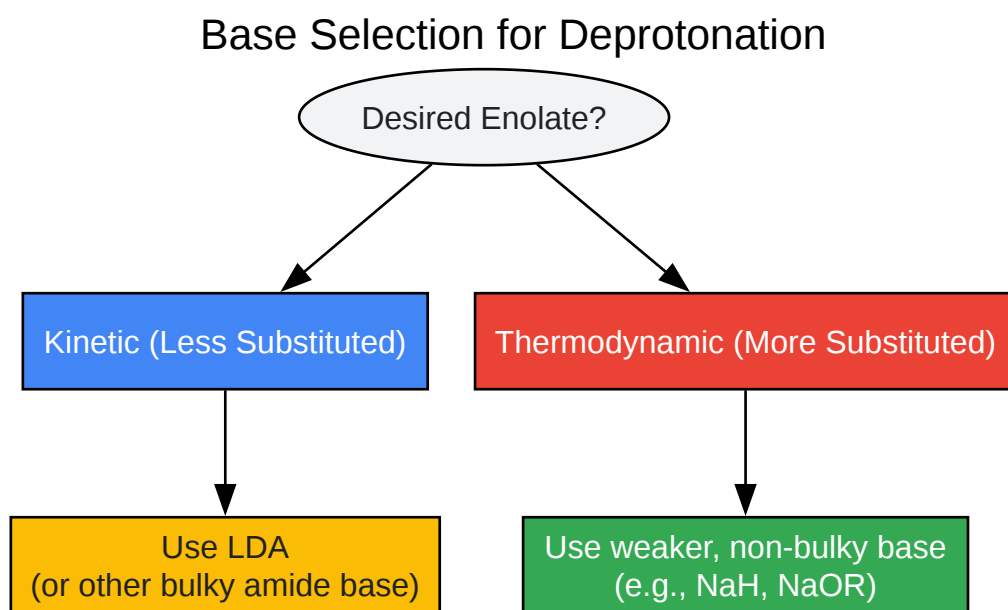 Base Selection for Deprotonation
Desired Enolate?
Kinetic (Less Substituted)
Thermodynamic (More Substituted)
Use LDA
(or other bulky amide base)
Use weaker, non-bulky base
(e.g., NaH, NaOR)